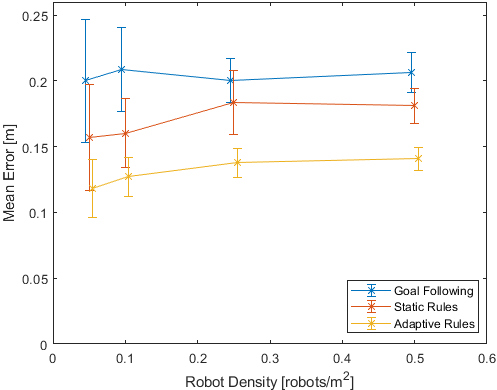 0.25
0.2
0.15
0.1
0.05
0
Mean Error [m]
0 0.1 0.2 0.3 0.4 0.5 0.6
Robot Density [robots/m²]
Goal Following
Static Rules
Adaptive Rules